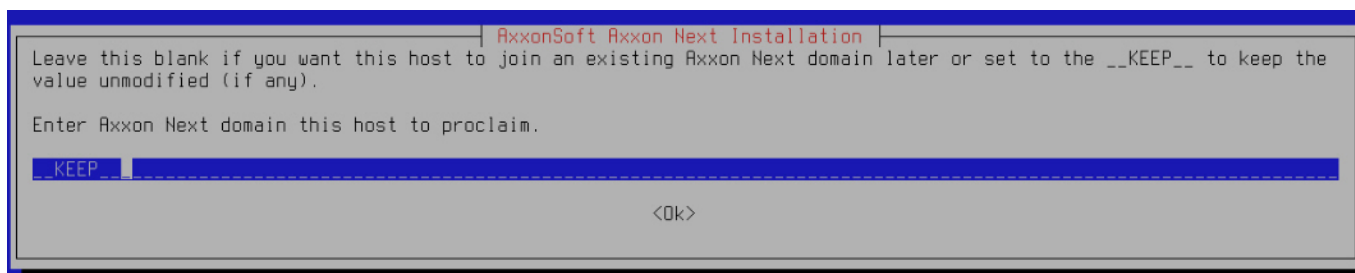 AxxonSoft Axxon Next Installation
Leave this blank if you want this host to join an existing Axxon Next domain later or set to the __KEEP__ to keep the
value unmodified (if any).
Enter Axxon Next domain this host to proclaim.
__KEEP__
<Ok>